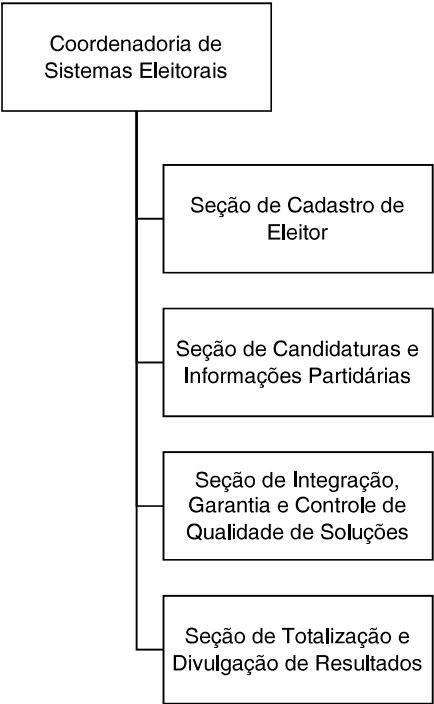 Coordenadoria de
Sistemas Eleitorais
Seção de Cadastro de
Eleitor
Seção de Candidaturas e
Informações Partidárias
Seção de Integração,
Garantia e Controle de
Qualidade de Soluções
Seção de Totalização e
Divulgação de Resultados